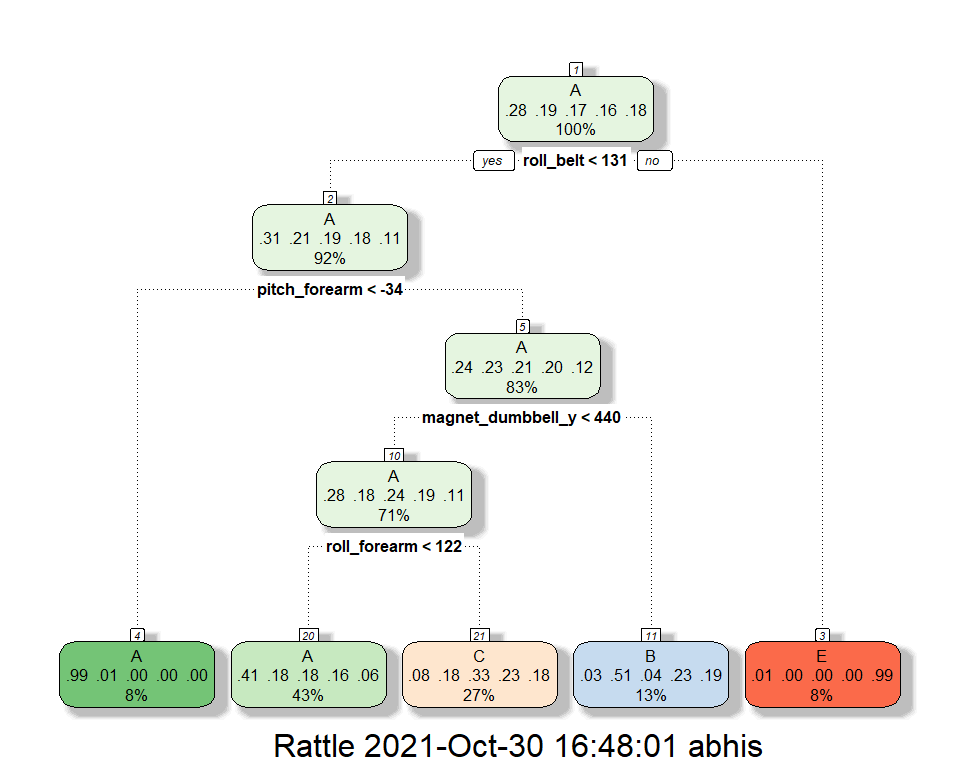 1
A
.28 .19 .17 .16 .18
100%
yes roll_belt < 131 no
2
A
.31 .21 .19 .18 .11
92%
pitch_forearm < -34
5
A
.24 .23 .21 .20 .12
83%
magnet_dumbbell_y < 440
10
A
.28 .18 .24 .19 .11
71%
roll_forearm < 122
4
A
.99 .01 .00 .00 .00
8%
20
A
.41 .18 .18 .16 .06
43%
21
C
.08 .18 .33 .23 .18
27%
11
B
.03 .51 .04 .23 .19
13%
3
E
.01 .00 .00 .00 .99
8%
Rattle 2021-Oct-30 16:48:01 abhis